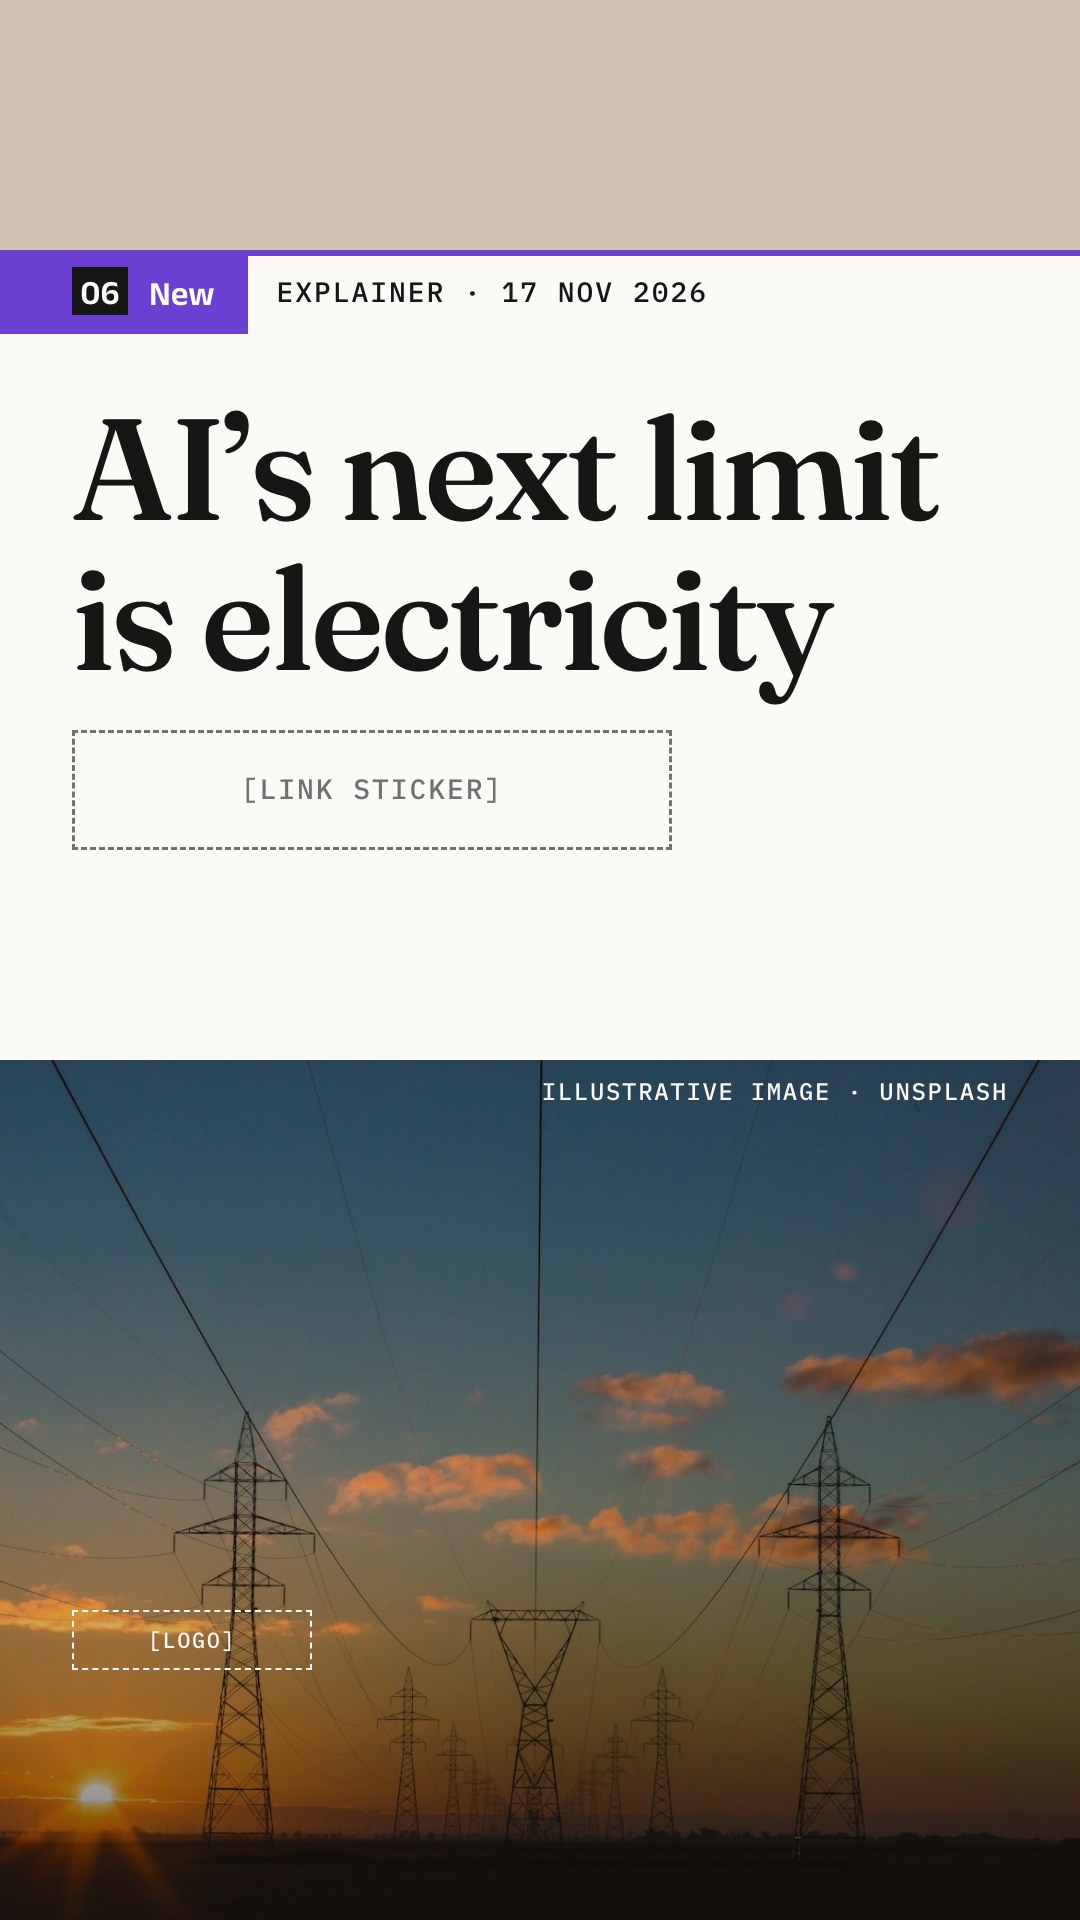 06 New EXPLAINER · 17 NOV 2026
AI’s next limit
is electricity
[LINK STICKER]
ILLUSTRATIVE IMAGE · UNSPLASH
[LOGO]